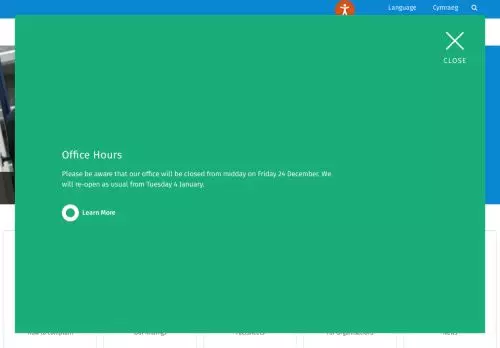 Language Cymraeg
CLOSE
Office Hours
Please be aware that our office will be closed from midday on Friday 24 December. We
will re-open as usual from Tuesday 4 January.
Learn More